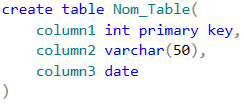 create table Nom_Table(
    column1 int primary key,
    column2 varchar(50),
    column3 date
)